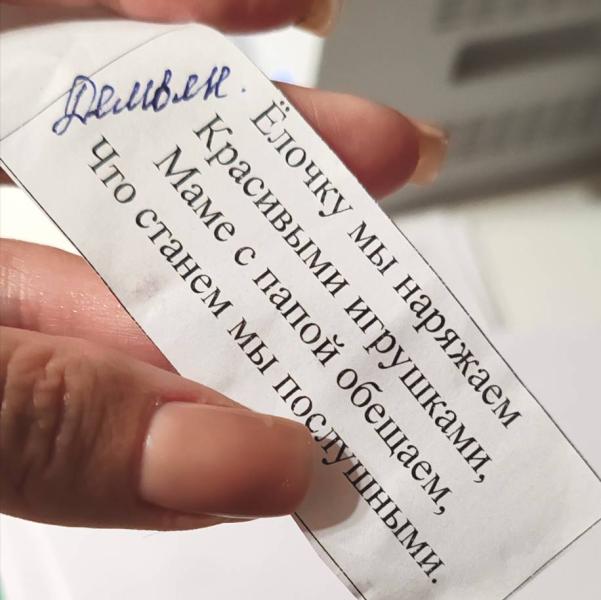 Демьян.
Ёлочку мы наряжаем
Красивыми игрушками,
Маме с папой обещаем,
Что станем мы послушными.